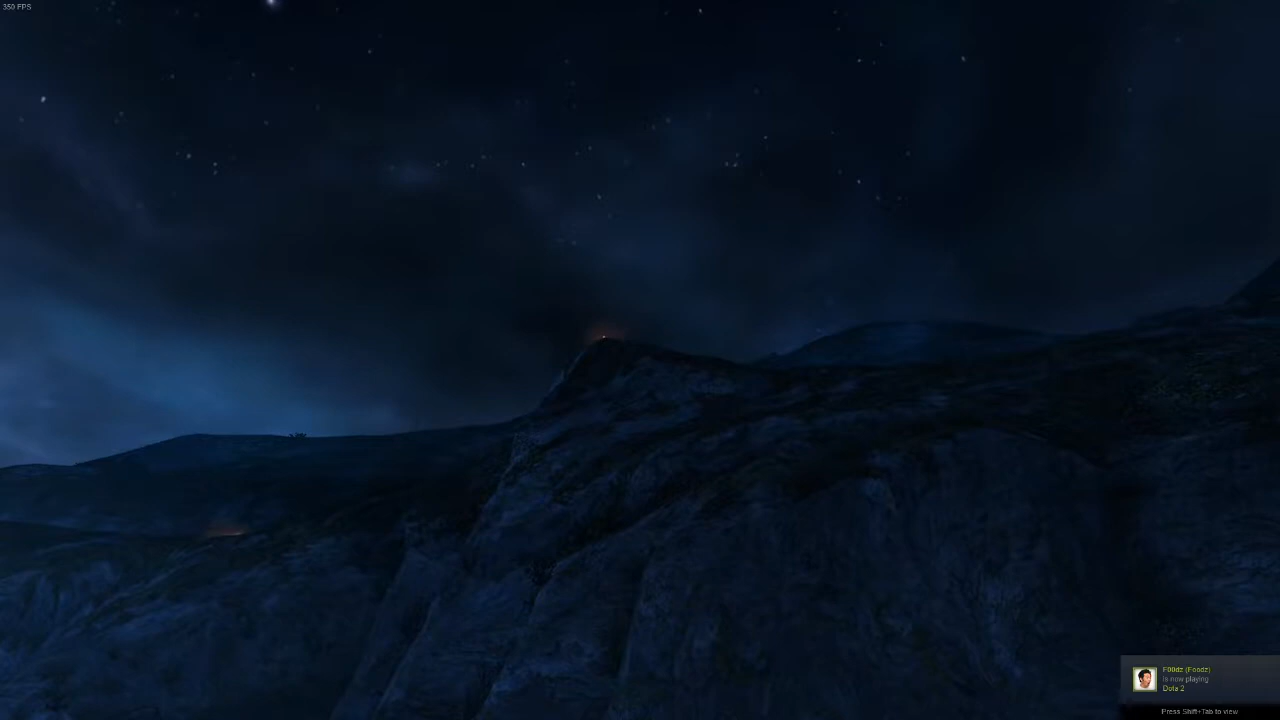 350 FPS
F00dz (Foodz)
is now playing
Dota 2
Press Shift+Tab to view